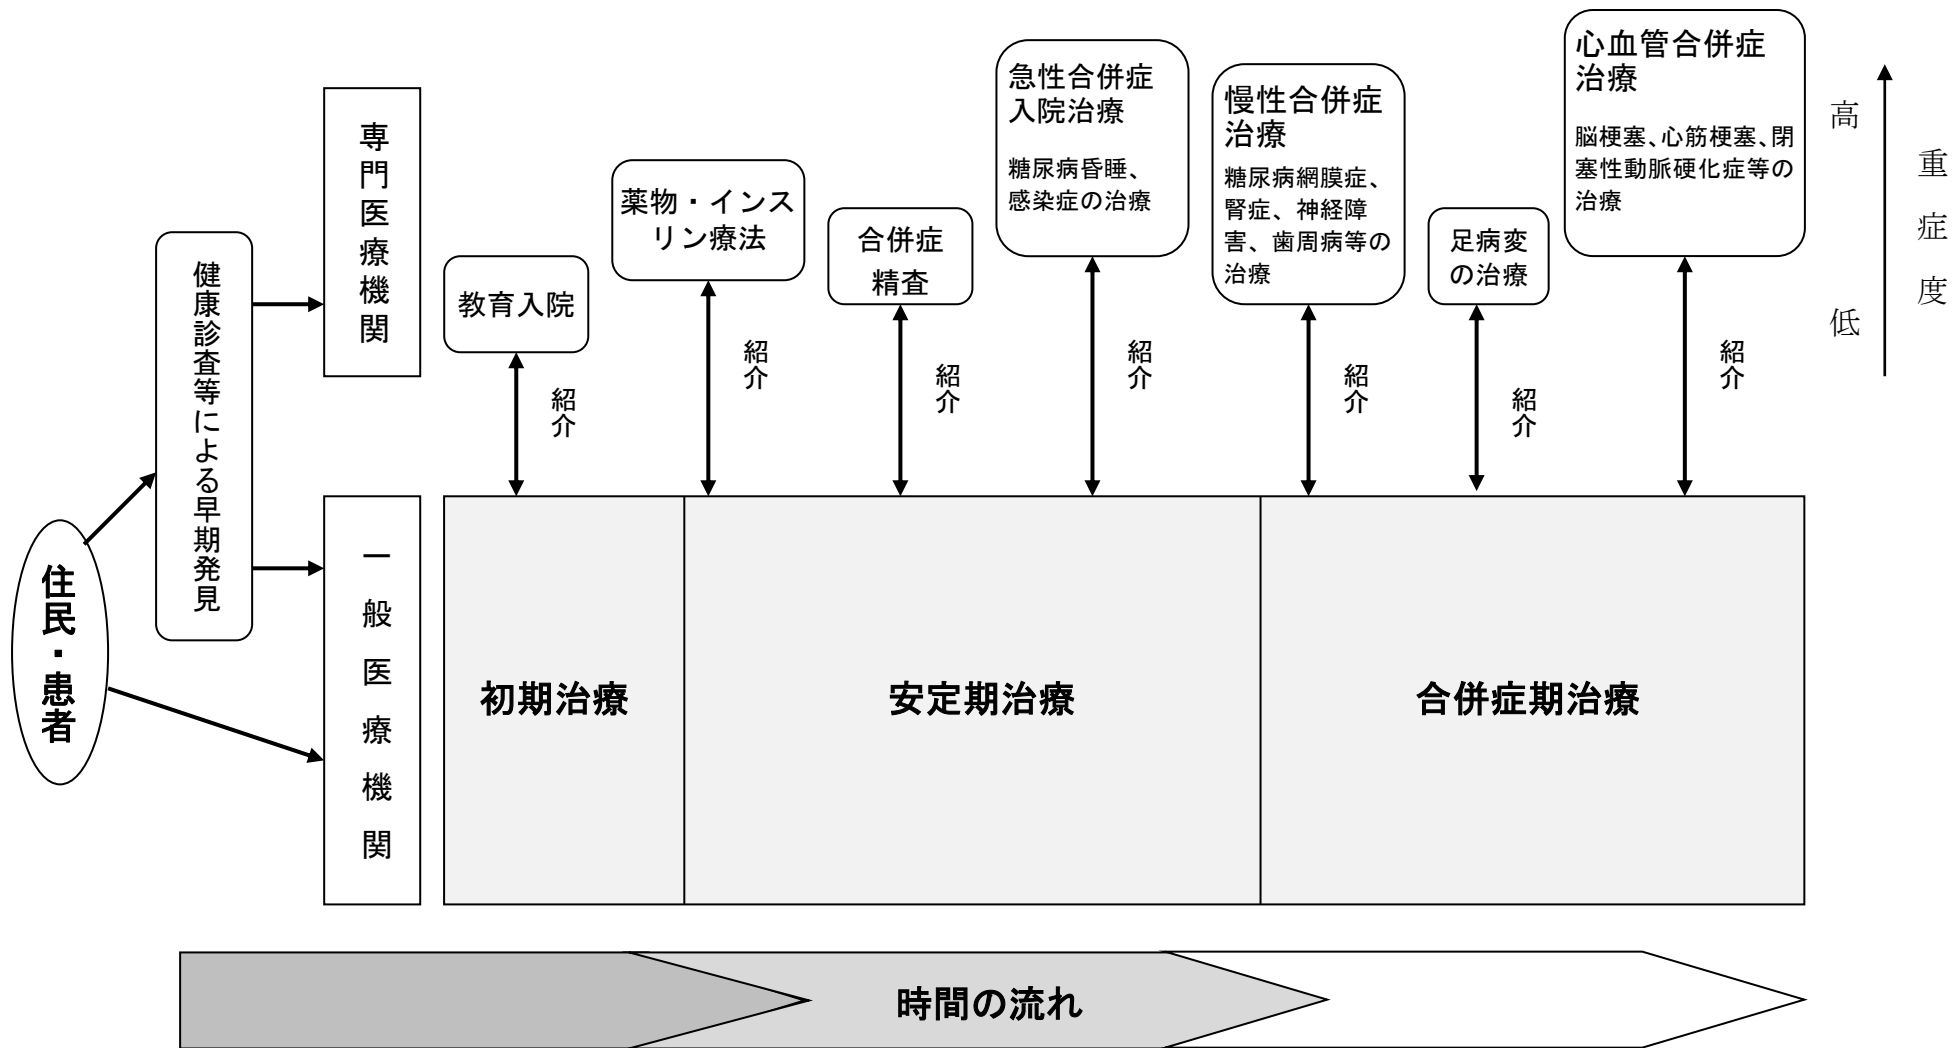 住民・患者
健康診査等による早期発見
専門医療機関
一般医療機関
教育入院
紹介
薬物・インス
リン療法
紹介
合併症
精査
紹介
急性合併症
入院治療
糖尿病昏睡、
感染症の治療
紹介
慢性合併症
治療
糖尿病網膜症、
腎症、神経障
害、歯周病等の
治療
紹介
足病変
の治療
紹介
心血管合併症
治療
脳梗塞、心筋梗塞、閉
塞性動脈硬化症等の
治療
紹介
高
低
重症度
初期治療
安定期治療
合併症期治療
時間の流れ